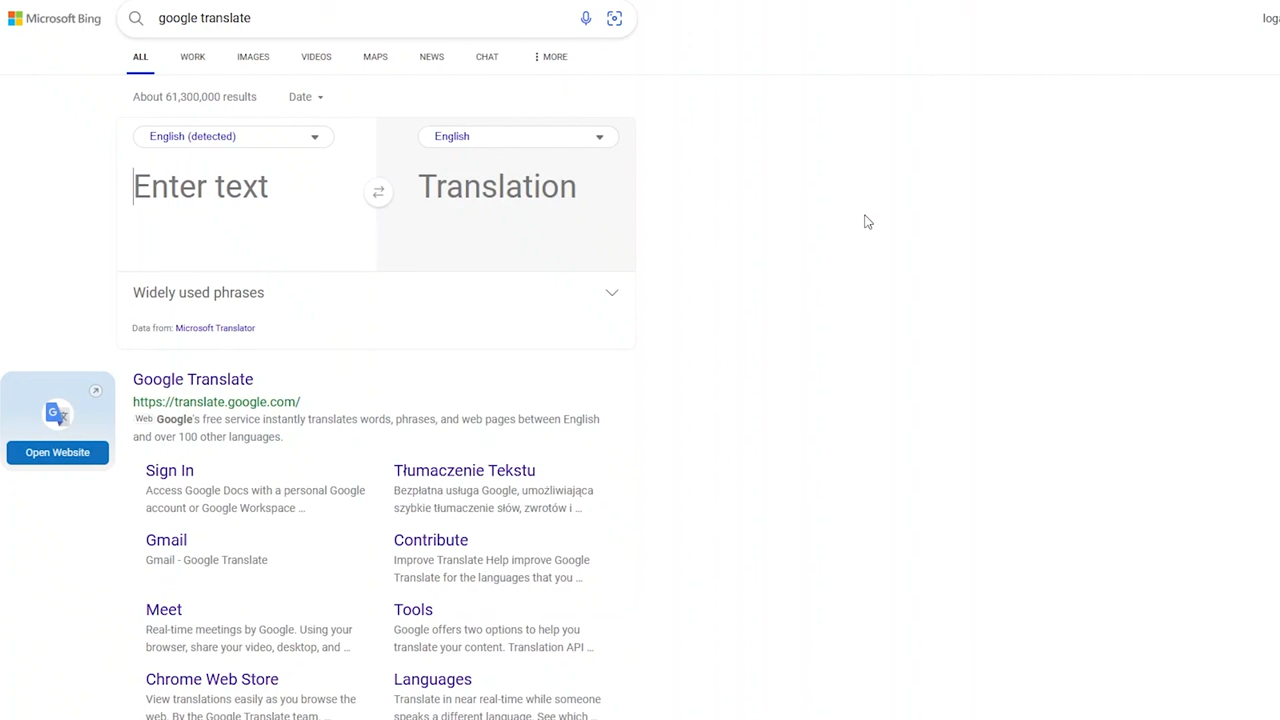 Microsoft Bing
google translate
loga
ALL WORK IMAGES VIDEOS MAPS NEWS CHAT MORE
About 61,300,000 results Date
English (detected) English
Enter text Translation
Widely used phrases
Data from: Microsoft Translator
Google Translate
https://translate.google.com/
Web Google's free service instantly translates words, phrases, and web pages between English
and over 100 other languages.
Open Website
Sign In
Access Google Docs with a personal Google
account or Google Workspace ...
Tłumaczenie Tekstu
Bezpłatna usługa Google, umożliwiająca
szybkie tłumaczenie słów, zwrotów i ...
Gmail
Gmail - Google Translate
Contribute
Improve Translate Help improve Google
Translate for the languages that you ...
Meet
Real-time meetings by Google. Using your
browser, share your video, desktop, and ...
Tools
Google offers two options to help you
translate your content. Translation API ...
Chrome Web Store
View translations easily as you browse the
web. By the Google Translate team. ...
Languages
Translate in near real-time while someone
speaks a different language. See which ...